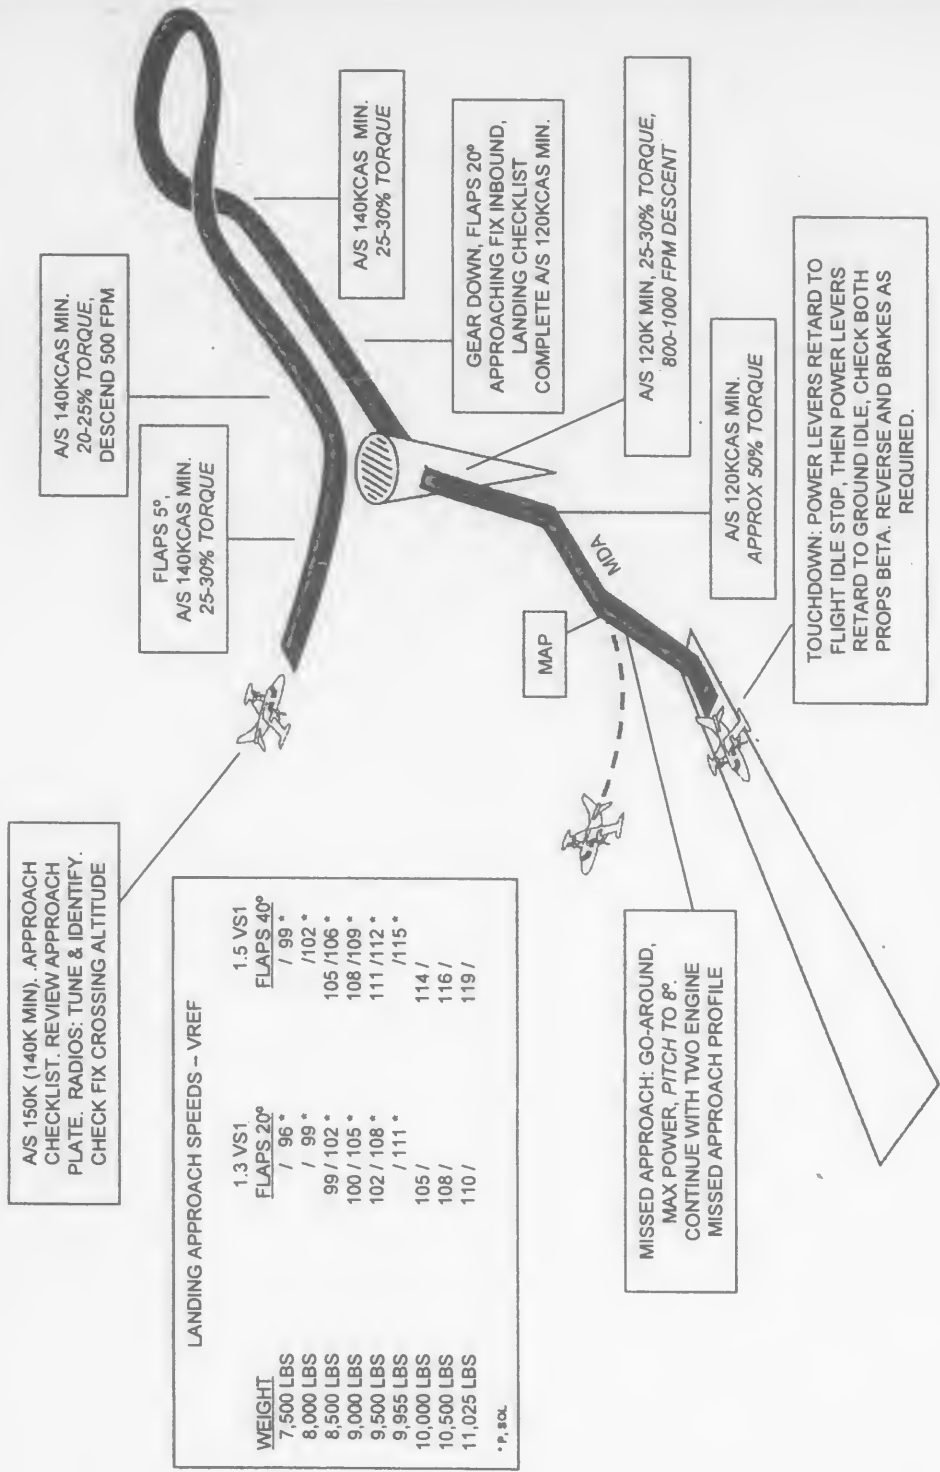 A/S 150K (140K MIN). .APPROACH
CHECKLIST. REVIEW APPROACH
PLATE. RADIOS: TUNE & IDENTIFY.
CHECK FIX CROSSING ALTITUDE
FLAPS 5º,
A/S 140KCAS MIN.
25-30% TORQUE
A/S 140KCAS MIN.
20-25% TORQUE,
DESCEND 500 FPM
A/S 140KCAS MIN.
25-30% TORQUE
GEAR DOWN, FLAPS 20º
APPROACHING FIX INBOUND,
LANDING CHECKLIST
COMPLETE A/S 120KCAS MIN.
A/S 120K MIN, 25-30% TORQUE,
800-1000 FPM DESCENT
A/S 120KCAS MIN.
APPROX 50% TORQUE
MDA
MAP
TOUCHDOWN: POWER LEVERS RETARD TO
FLIGHT IDLE STOP, THEN POWER LEVERS
RETARD TO GROUND IDLE, CHECK BOTH
PROPS BETA. REVERSE AND BRAKES AS
REQUIRED.
MISSED APPROACH: GO-AROUND,
MAX POWER, PITCH TO 8º.
CONTINUE WITH TWO ENGINE
MISSED APPROACH PROFILE
LANDING APPROACH SPEEDS – VREF
1.3 VS1 1.5 VS1
WEIGHT FLAPS 20º FLAPS 40º
7,500 LBS / 96 * / 99 *
8,000 LBS / 99 * /102 *
8,500 LBS 99 / 102 * 105 /106 *
9,000 LBS 100 / 105 * 108 /109 *
9,500 LBS 102 / 108 * 111 /112 *
9,955 LBS / 111 * /115 *
10,000 LBS 105 / 114 /
10,500 LBS 108 / 116 /
11,025 LBS 110 / 119 /
* P, SOL